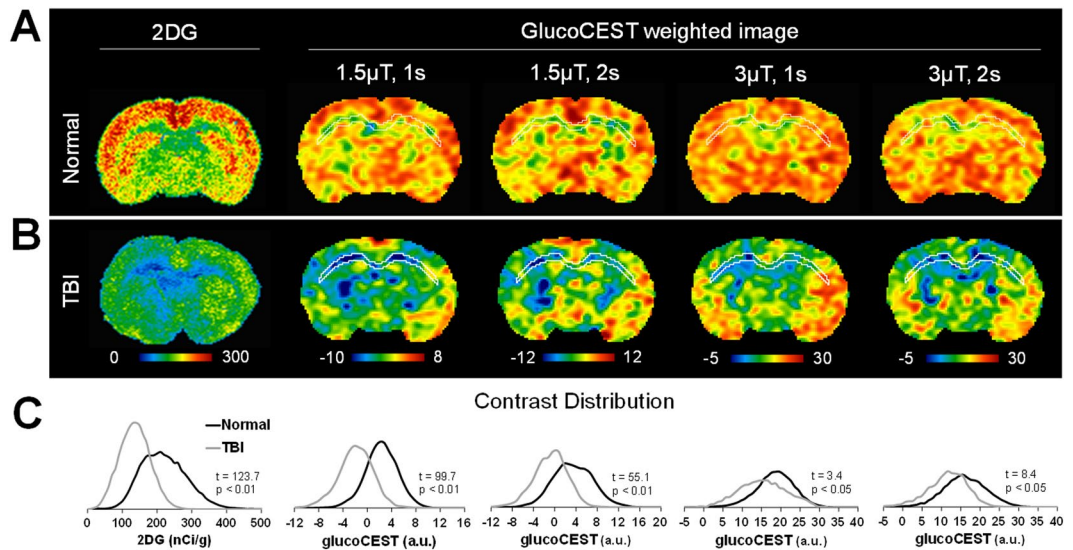 A
2DG
GlucoCEST weighted image
1.5µT, 1s
1.5µT, 2s
3µT, 1s
3µT, 2s
Normal
B
TBI
0
300
-10
8
-12
12
-5
30
-5
30
C
Contrast Distribution
Normal
TBI
t = 123.7
p < 0.01
t = 99.7
p < 0.01
t = 55.1
p < 0.01
t = 3.4
p < 0.05
t = 8.4
p < 0.05
0 100 200 300 400 500
-12 -8 -4 0 4 8 12 16
-12 -8 -4 0 4 8 12 16 20
-5 0 5 10 15 20 25 30 35 40
-5 0 5 10 15 20 25 30 35 40
2DG (nCi/g)
glucoCEST (a.u.)
glucoCEST (a.u.)
glucoCEST (a.u.)
glucoCEST (a.u.)